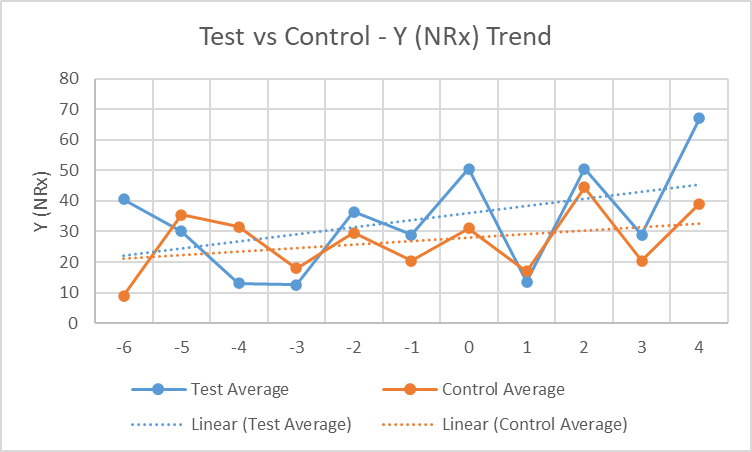 Test vs Control - Y (NRx) Trend
80
70
60
50
40
30
20
10
0
Y (NRx)
-6 -5 -4 -3 -2 -1 0 1 2 3 4
Test Average Control Average
Linear (Test Average) Linear (Control Average)